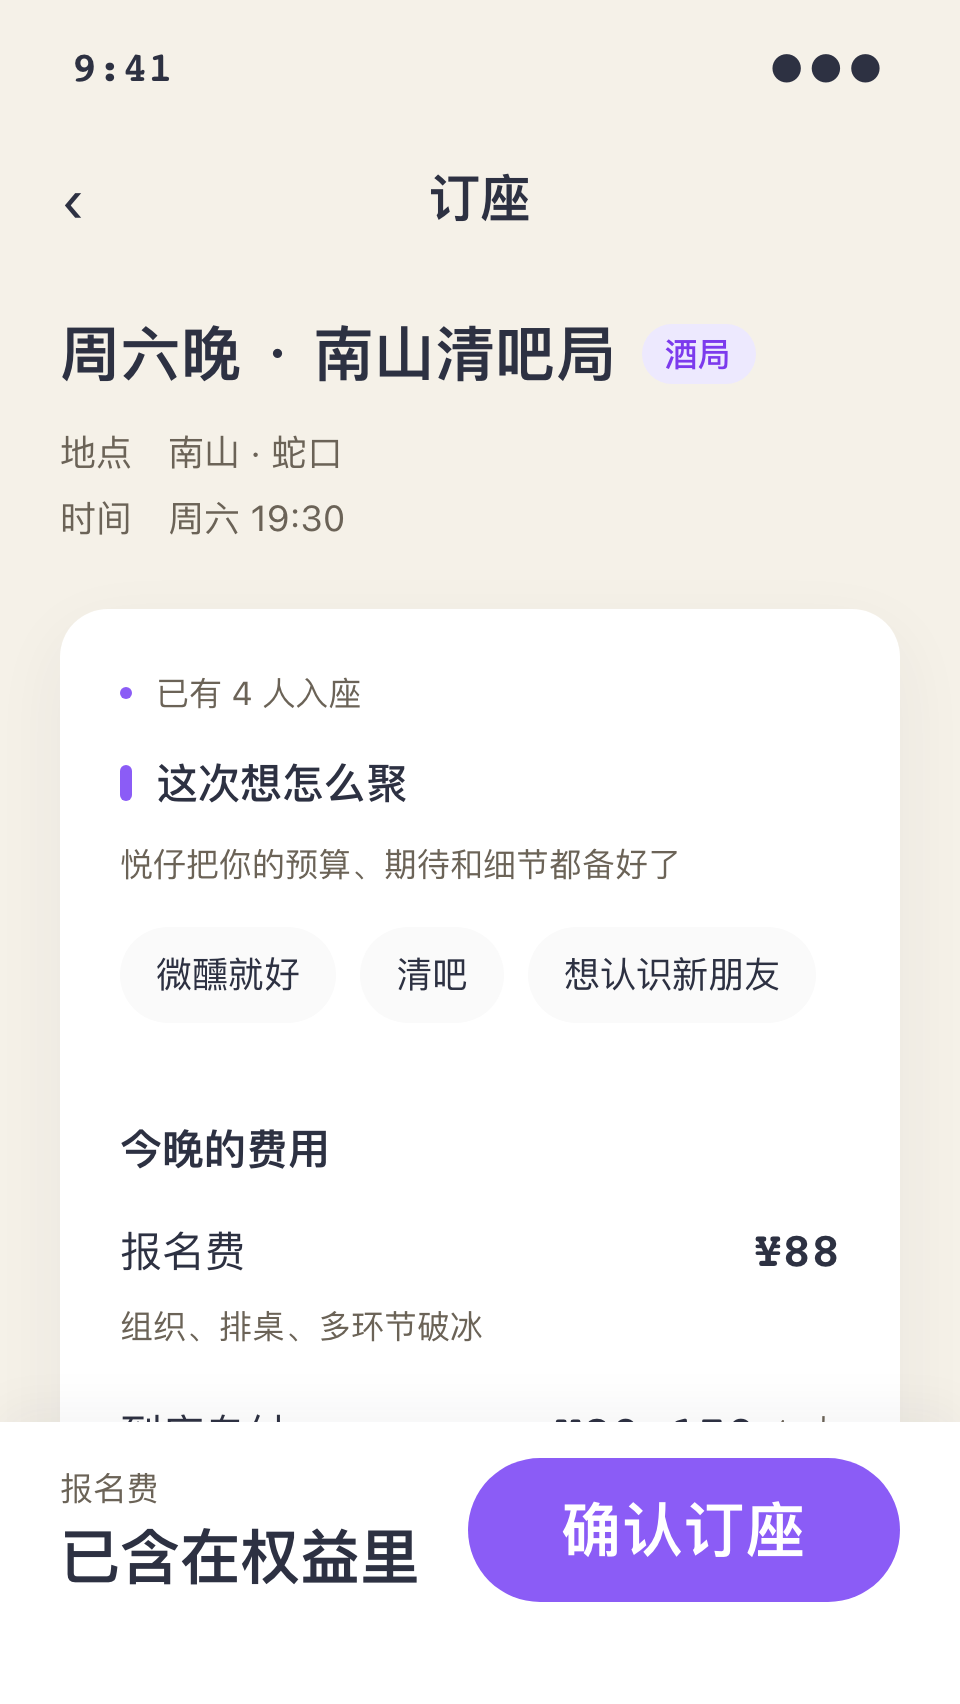 9:41
‹
订座
周六晚 · 南山清吧局
酒局
地点 南山 · 蛇口
时间 周六 19:30
已有 4 人入座
这次想怎么聚
悦仔把你的预算、期待和细节都备好了
微醺就好
清吧
想认识新朋友
今晚的费用
报名费 ¥88
组织、排桌、多环节破冰
报名费
已含在权益里
确认订座